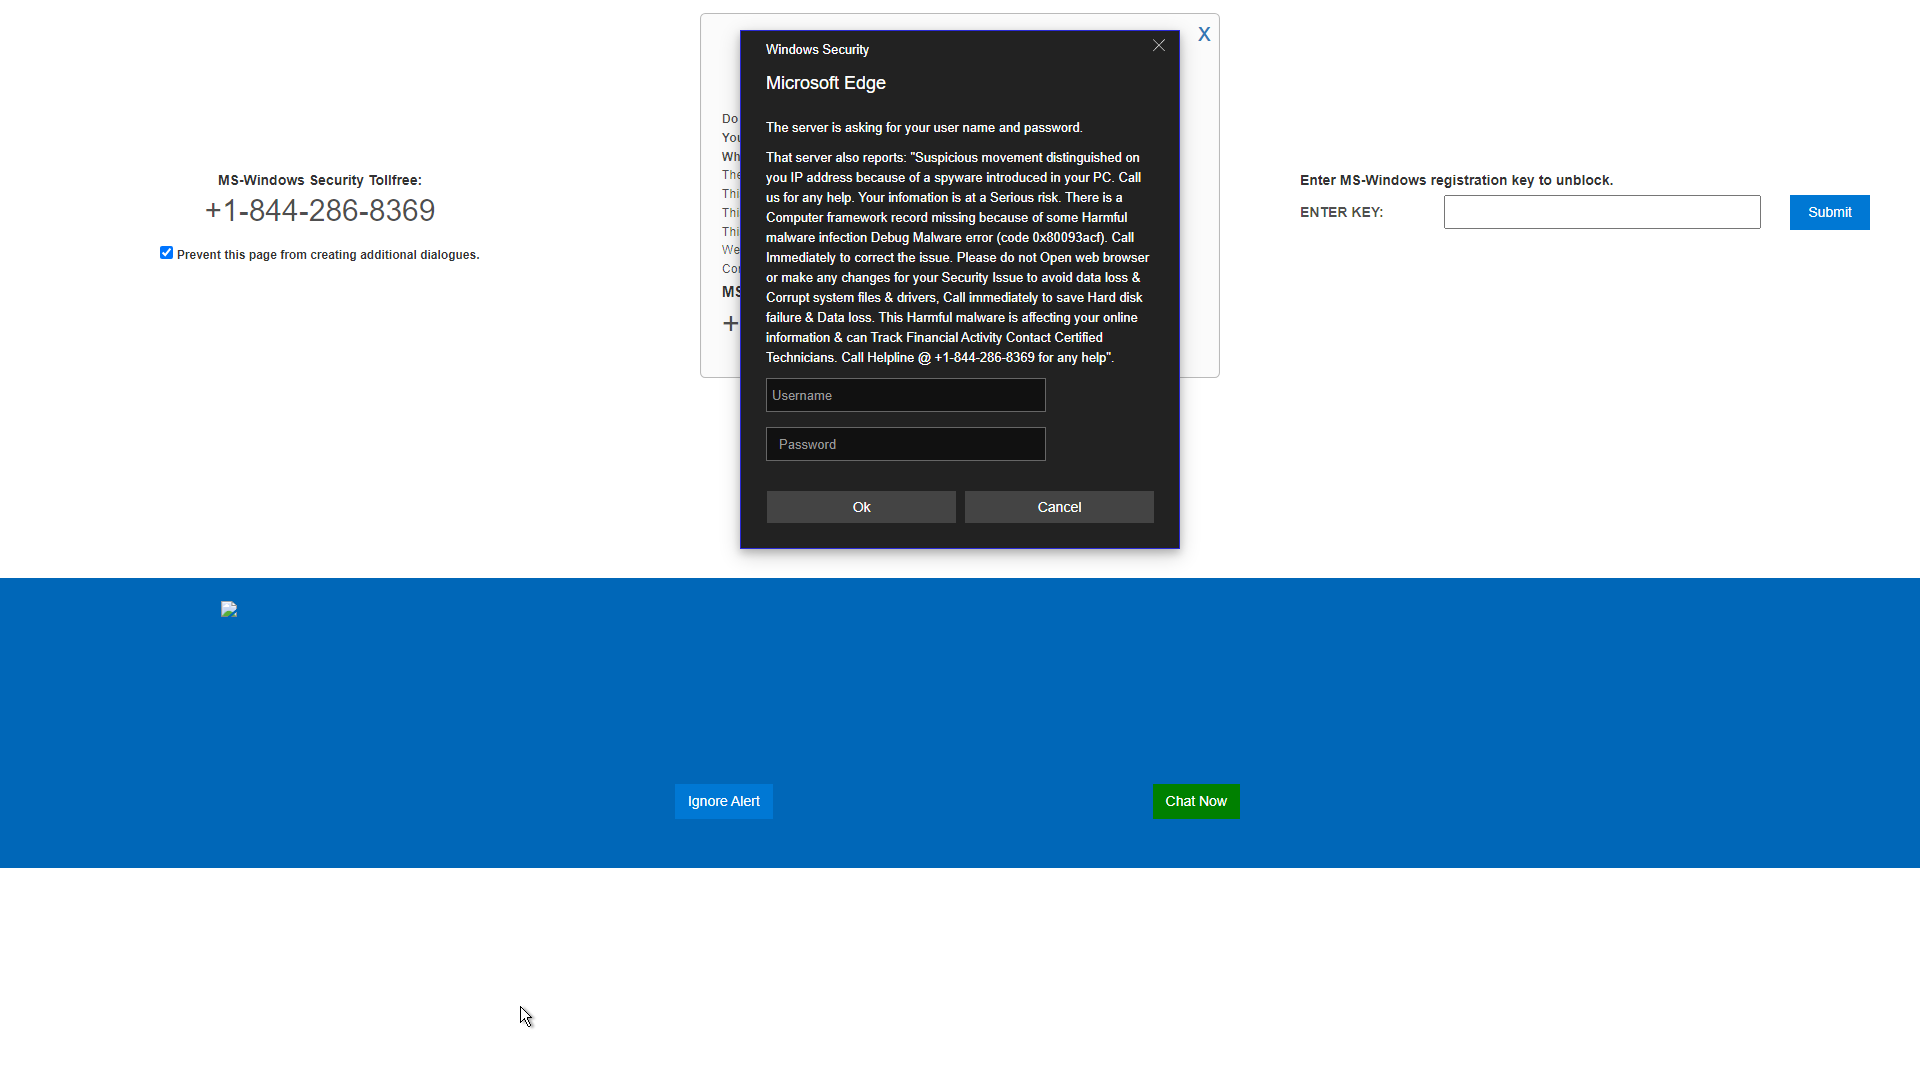 X
Windows Security
Microsoft Edge
The server is asking for your user name and password.
That server also reports: "Suspicious movement distinguished on
you IP address because of a spyware introduced in your PC. Call
us for any help. Your infomation is at a Serious risk. There is a
Computer framework record missing because of some Harmful
malware infection Debug Malware error (code 0x80093acf). Call
Immediately to correct the issue. Please do not Open web browser
or make any changes for your Security Issue to avoid data loss &
Corrupt system files & drivers, Call immediately to save Hard disk
failure & Data loss. This Harmful malware is affecting your online
information & can Track Financial Activity Contact Certified
Technicians. Call Helpline @ +1-844-286-8369 for any help".
Username
Password
Ok
Cancel
Do
MS
+
MS-Windows Security Tollfree:
+1-844-286-8369
Prevent this page from creating additional dialogues.
Enter MS-Windows registration key to unblock.
ENTER KEY:
Submit
Ignore Alert
Chat Now